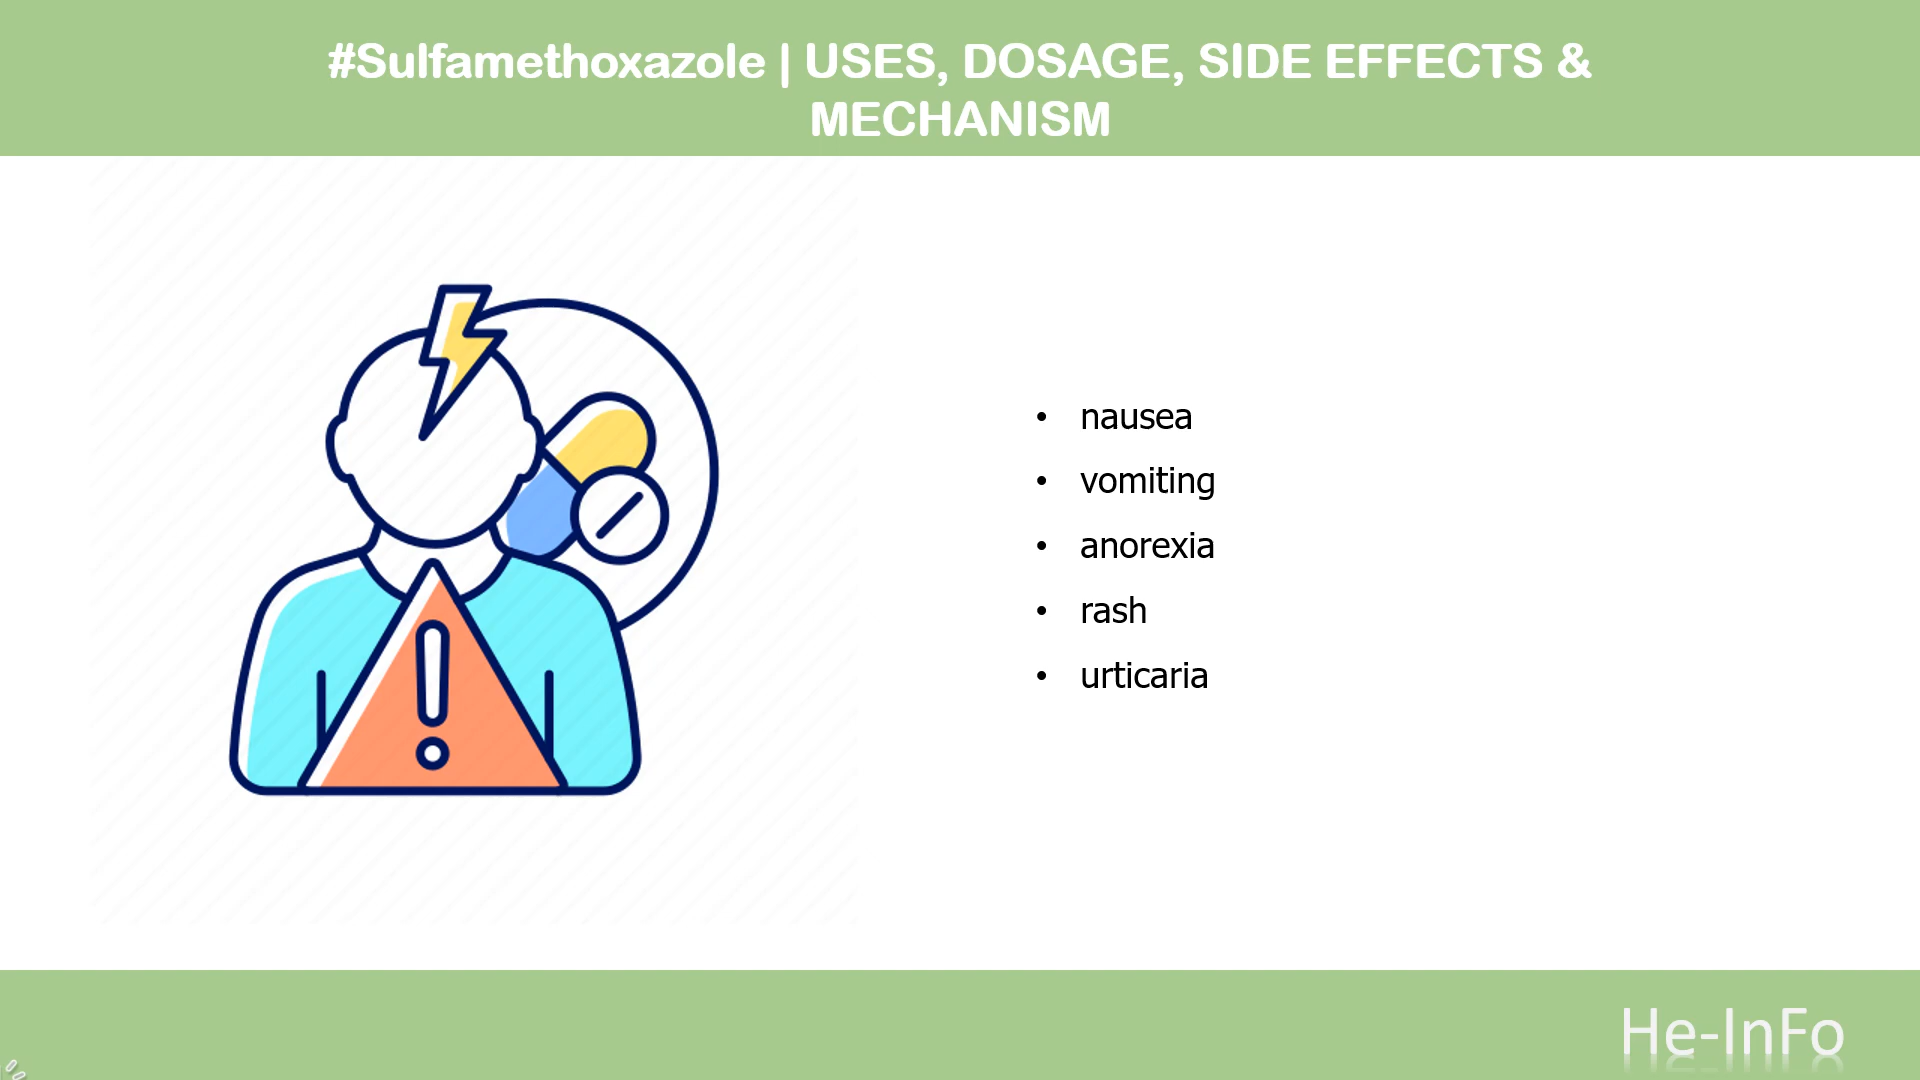 #Sulfamethoxazole | USES, DOSAGE, SIDE EFFECTS &
MECHANISM
• nausea
• vomiting
• anorexia
• rash
• urticaria
He-InFo